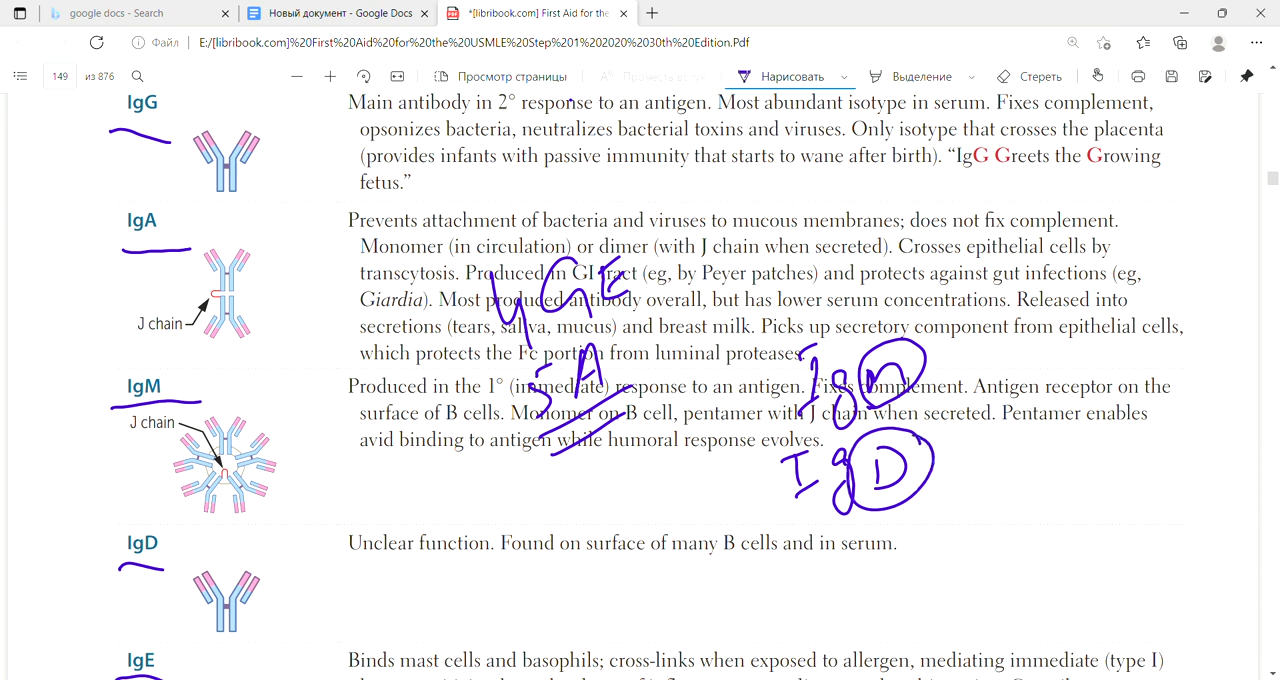 google docs - Search
Новый документ - Google Docs
*[libribook.com] First Aid for the
Файл
E:/[libribook.com]%20First%20Aid%20for%20the%20USMLE%20Step%201%202020%2030th%20Edition.Pdf
149 из 876
Просмотр страницы
Прочесть вслух
Нарисовать
Выделение
Стереть
IgG
Main antibody in 2° response to an antigen. Most abundant isotype in serum. Fixes complement,
opsonizes bacteria, neutralizes bacterial toxins and viruses. Only isotype that crosses the placenta
(provides infants with passive immunity that starts to wane after birth). “IgG Greets the Growing
fetus.”
IgA
J chain
Prevents attachment of bacteria and viruses to mucous membranes; does not fix complement.
Monomer (in circulation) or dimer (with J chain when secreted). Crosses epithelial cells by
transcytosis. Produced in GI tract (eg, by Peyer patches) and protects against gut infections (eg,
Giardia). Most produced antibody overall, but has lower serum concentrations. Released into
secretions (tears, saliva, mucus) and breast milk. Picks up secretory component from epithelial cells,
which protects the Fc portion from luminal proteases.
IgM
J chain
Produced in the 1° (immediate) response to an antigen. Fixes complement. Antigen receptor on the
surface of B cells. Monomer on B cell, pentamer with J chain when secreted. Pentamer enables
avid binding to antigen while humoral response evolves.
G E
A
Ig M
Ig D
IgD
Unclear function. Found on surface of many B cells and in serum.
IgE
Binds mast cells and basophils; cross-links when exposed to allergen, mediating immediate (type I)